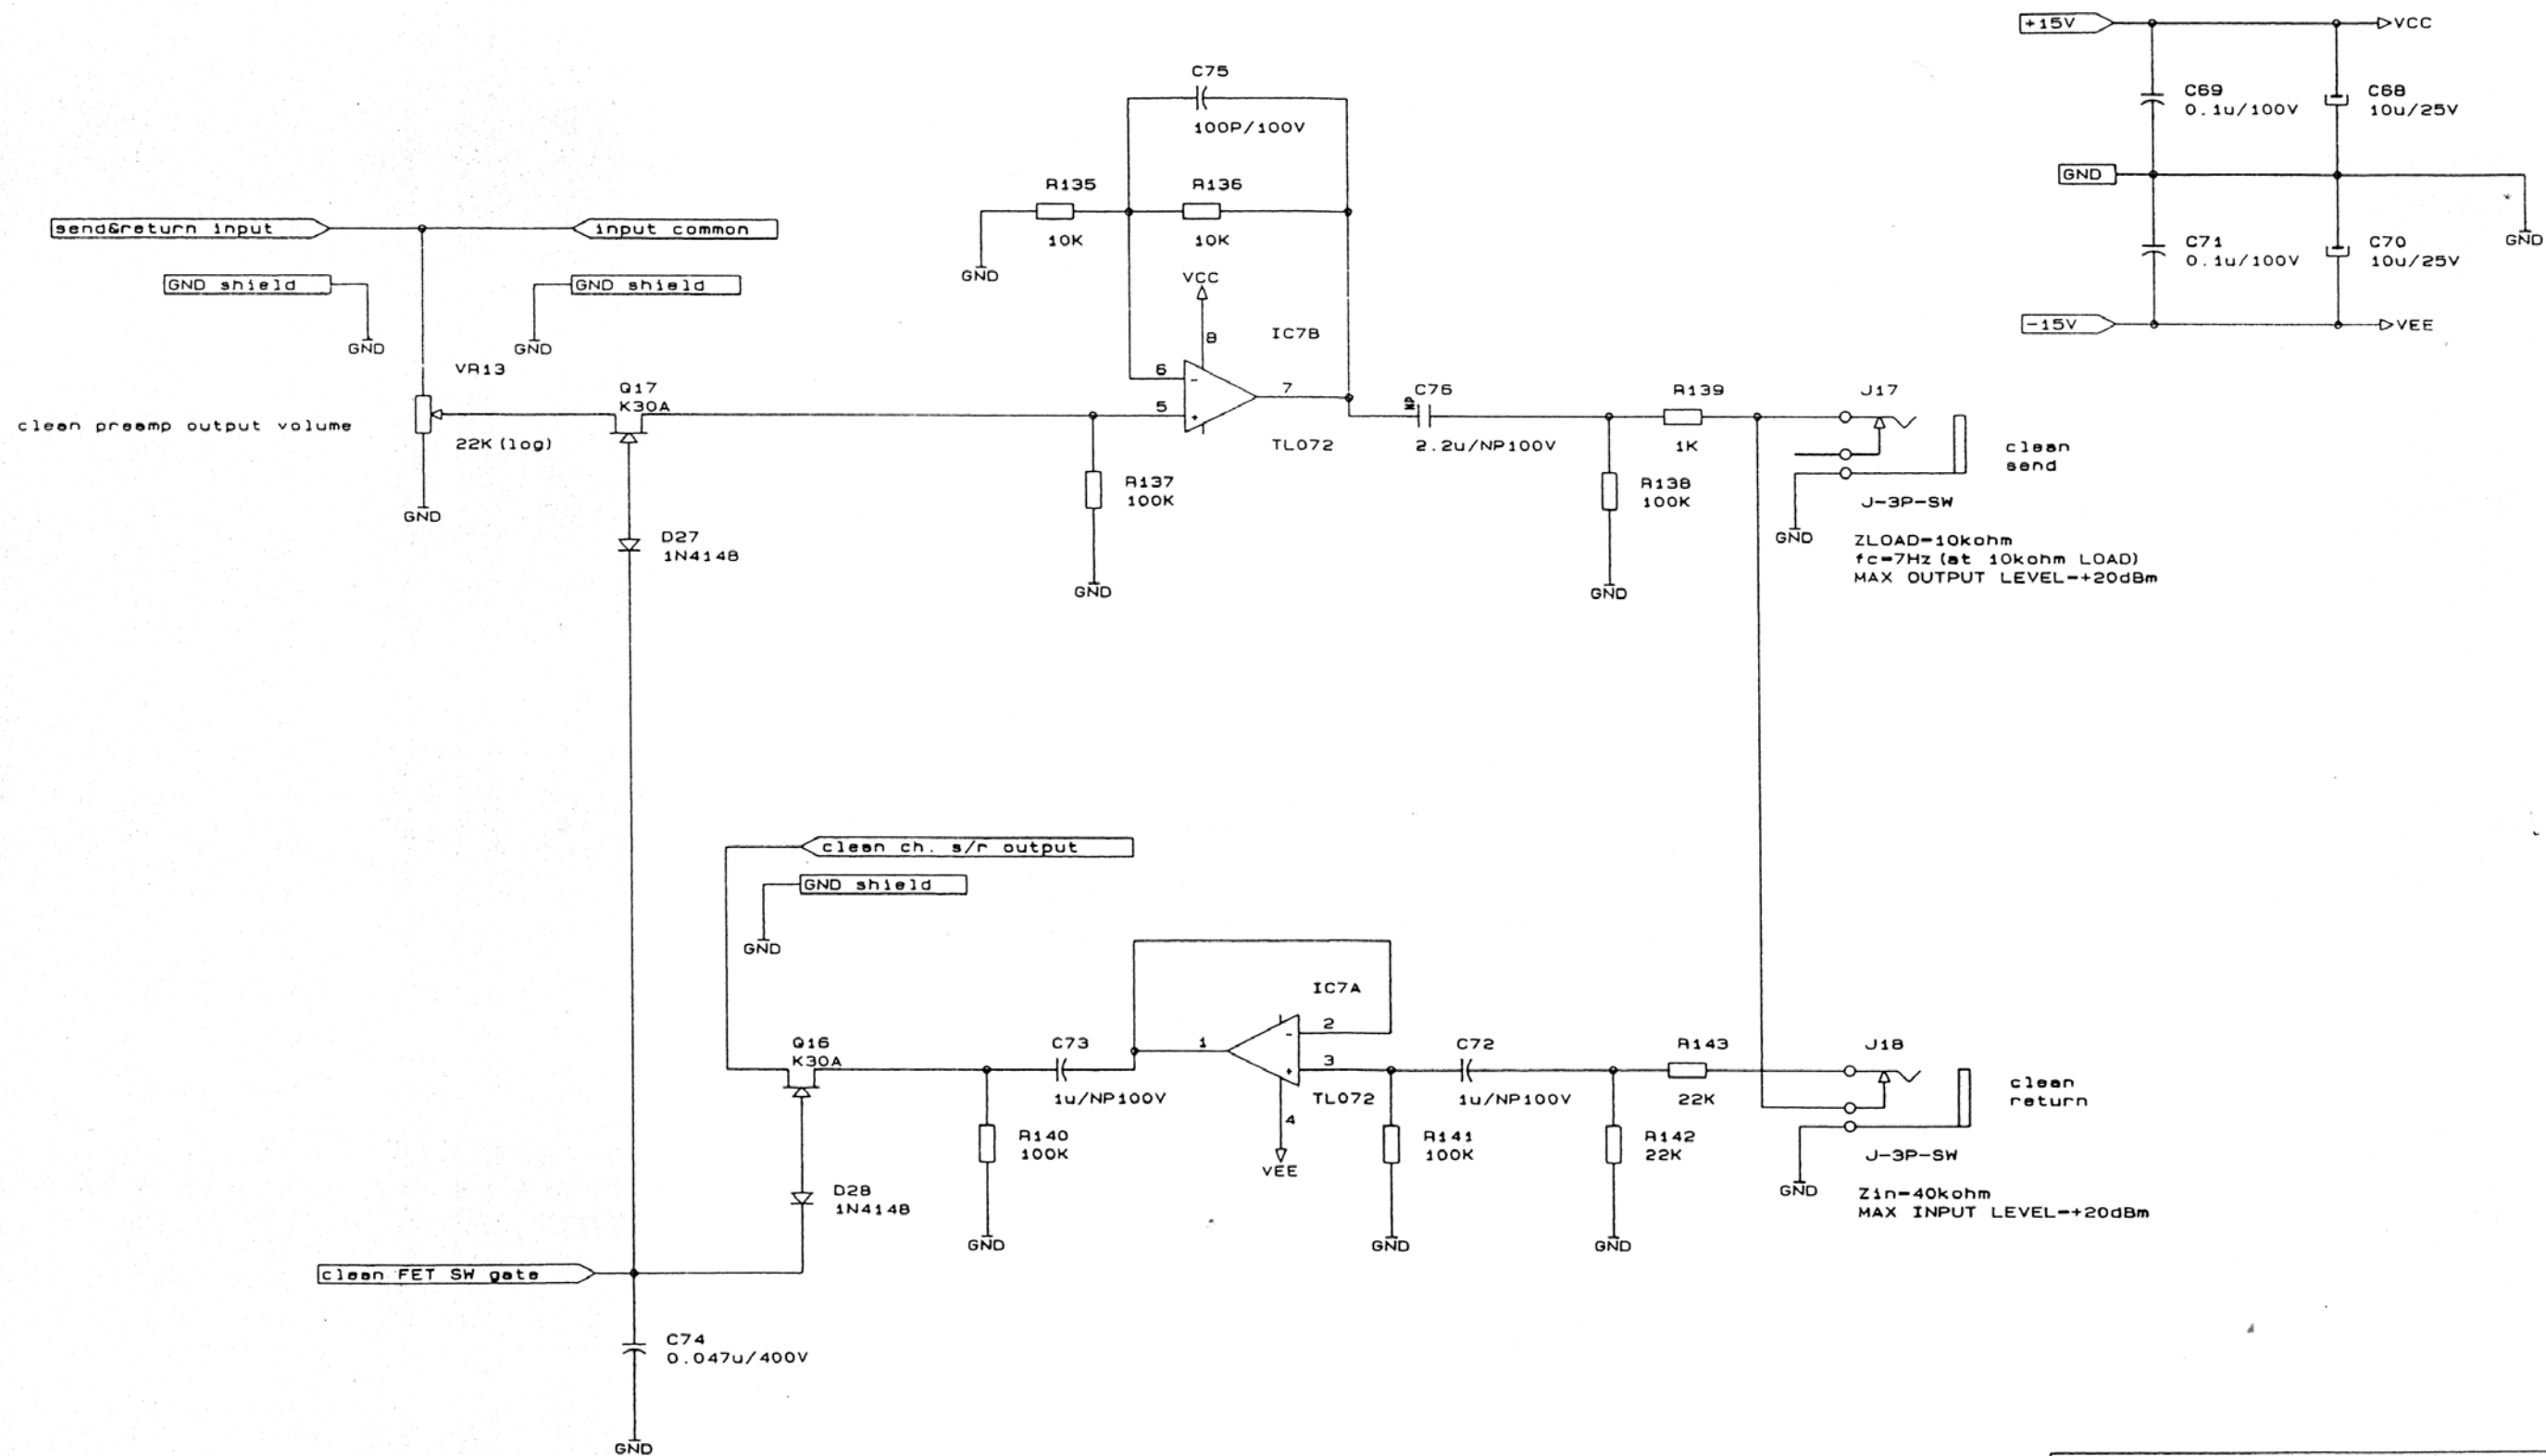 +15V
VCC
C69
0.1u/100V
C68
10u/25V
GND
GND
C71
0.1u/100V
C70
10u/25V
-15V
VEE
C75
100P/100V
R135
10K
R136
10K
GND
VCC
8
IC7B
6
-
5
+
7
TL072
send&return input
input common
GND shield
GND shield
GND
GND
VR13
22K(log)
clean preamp output volume
GND
Q17
K30A
D27
1N4148
R137
100K
GND
C76
NP
2.2u/NP100V
R138
100K
GND
R139
1K
J17
clean
send
J-3P-SW
GND
ZLOAD=10kohm
fc=7Hz(at 10kohm LOAD)
MAX OUTPUT LEVEL=+20dBm
clean ch. s/r output
GND shield
GND
Q16
K30A
C73
1u/NP100V
R140
100K
GND
D28
1N4148
IC7A
1
2
-
3
+
4
TL072
VEE
C72
1u/NP100V
R141
100K
GND
R142
22K
GND
R143
22K
J18
clean
return
J-3P-SW
GND
Zin=40kohm
MAX INPUT LEVEL=+20dBm
clean FET SW gate
C74
0.047u/400V
GND